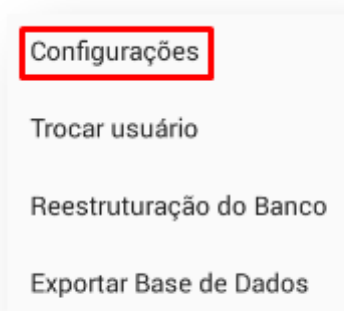 Configurações
Trocar usuário
Reestruturação do Banco
Exportar Base de Dados